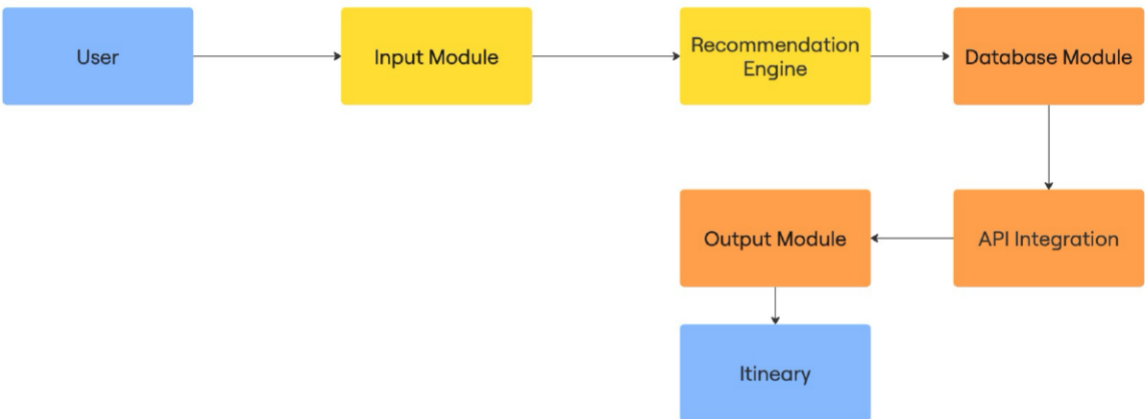 User
Input Module
Recommendation
Engine
Database Module
Output Module
API Integration
Itineary